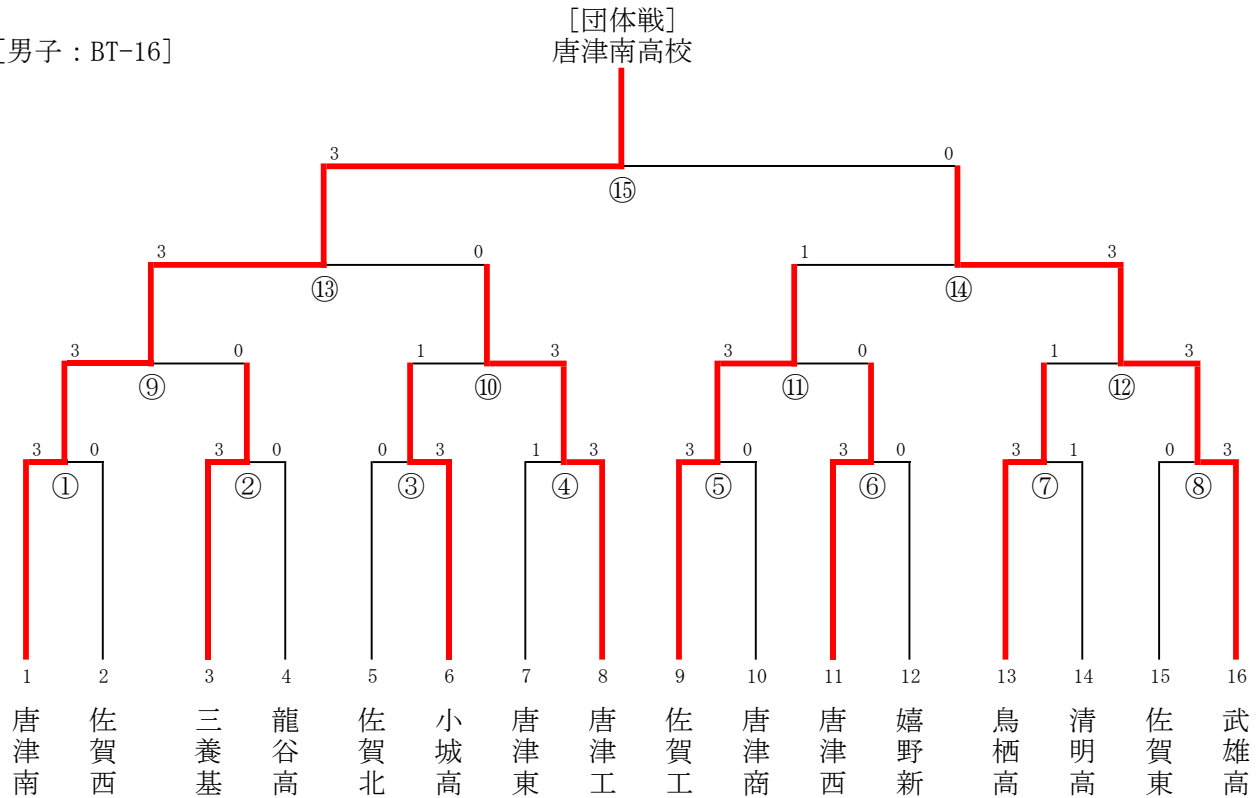 [団体戦]
[男子：BT-16]
唐津南高校
3 0
⑮
3 0 1 3
⑬ ⑭
3 0 1 3 3 0 1 3
⑨ ⑩ ⑪ ⑫
3 0 3 0 0 3 1 3 3 0 3 0 3 1 0 3
① ② ③ ④ ⑤ ⑥ ⑦ ⑧
1 2 3 4 5 6 7 8 9 10 11 12 13 14 15 16
唐津南
佐賀西
三養基
龍谷高
佐賀北
小城高
唐津東
唐津工
佐賀工
唐津商
唐津西
嬉野新
鳥栖高
清明高
佐賀東
武雄高